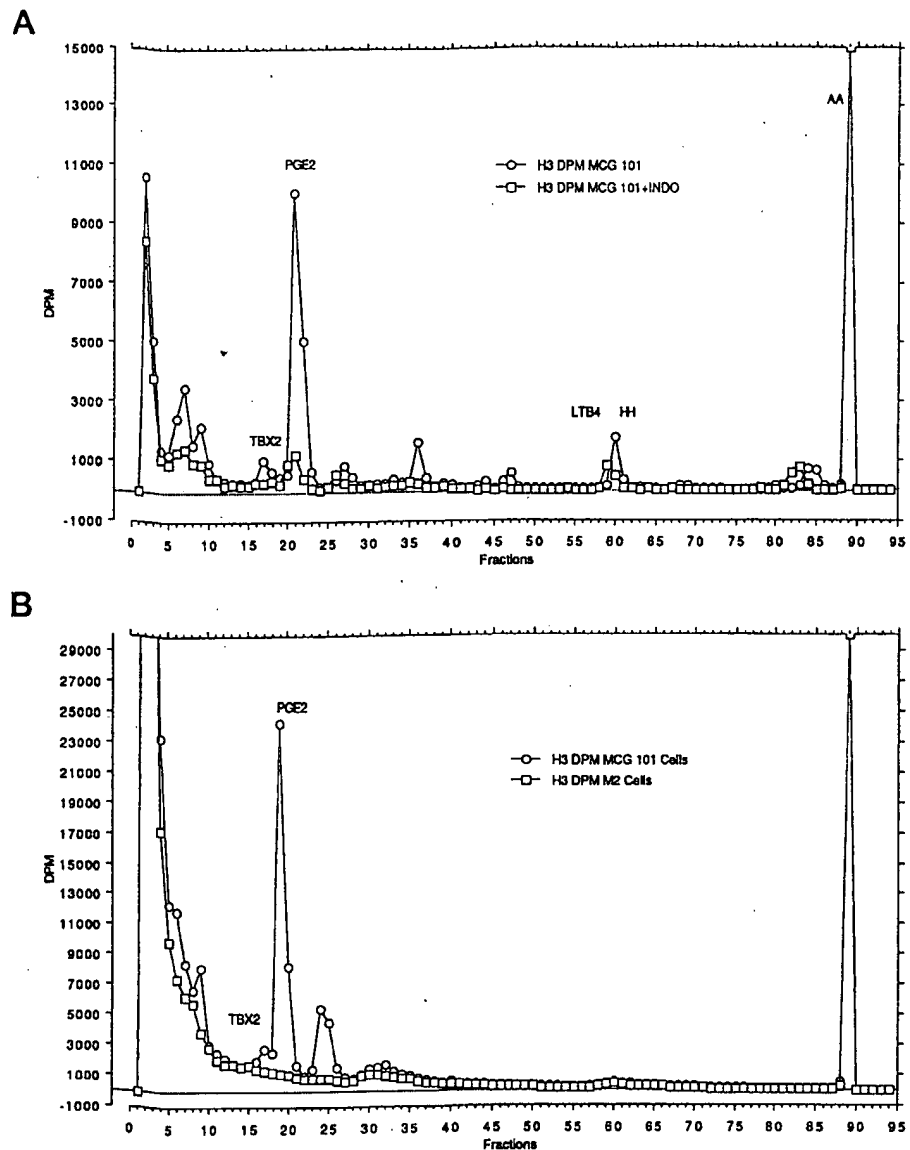 A
15000
13000
11000
9000
7000
5000
3000
1000
-1000
DPM
PGE2
TBX2
LTB4 HH
AA
H3 DPM MCG 101
H3 DPM MCG 101+INDO
0 5 10 15 20 25 30 35 40 45 50 55 60 65 70 75 80 85 90 95
Fractions
B
29000
27000
25000
23000
21000
19000
17000
15000
13000
11000
9000
7000
5000
3000
1000
-1000
DPM
PGE2
TBX2
H3 DPM MCG 101 Cells
H3 DPM M2 Cells
0 5 10 15 20 25 32 35 40 45 50 55 60 65 70 75 80 85 90 95
Fractions